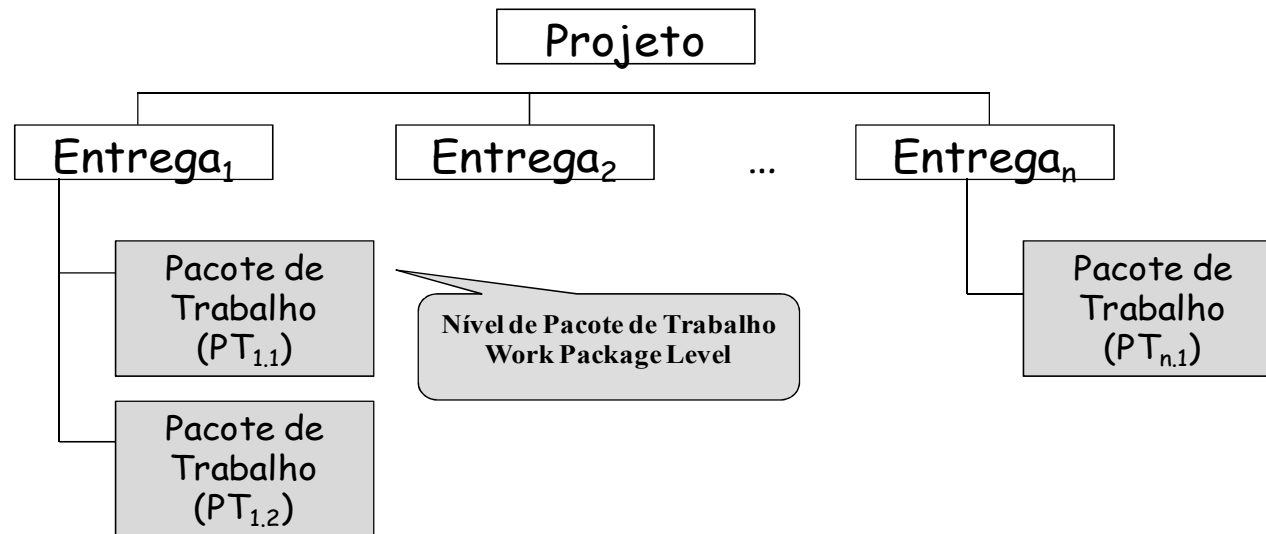 Projeto
Entrega₁
Entrega₂
...
Entregaₙ
Pacote de
Trabalho
(PT₁.₁)
Nível de Pacote de Trabalho
Work Package Level
Pacote de
Trabalho
(PTₙ.₁)
Pacote de
Trabalho
(PT₁.₂)